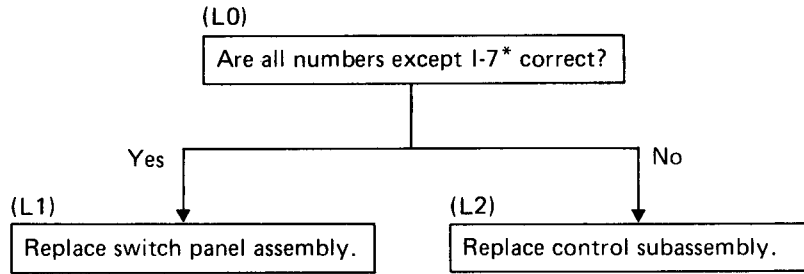 (L0)
Are all numbers except I-7* correct?
Yes
No
(L1)
(L2)
Replace switch panel assembly.
Replace control subassembly.